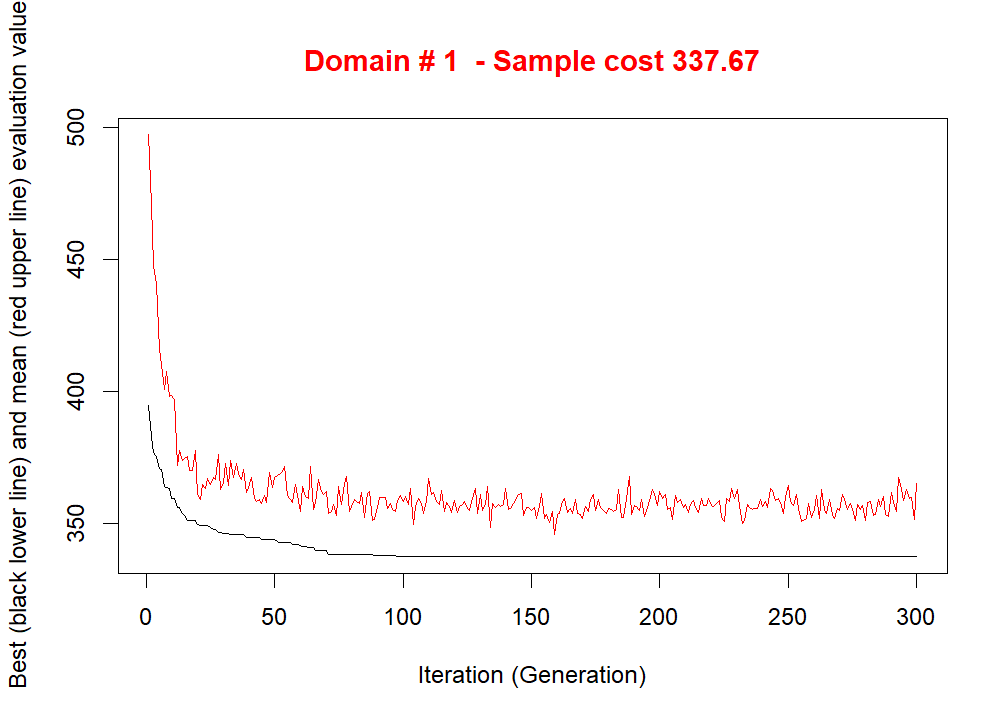 Domain # 1 - Sample cost 337.67
Best (black lower line) and mean (red upper line) evaluation value
500
450
400
350
0 50 100 150 200 250 300
Iteration (Generation)